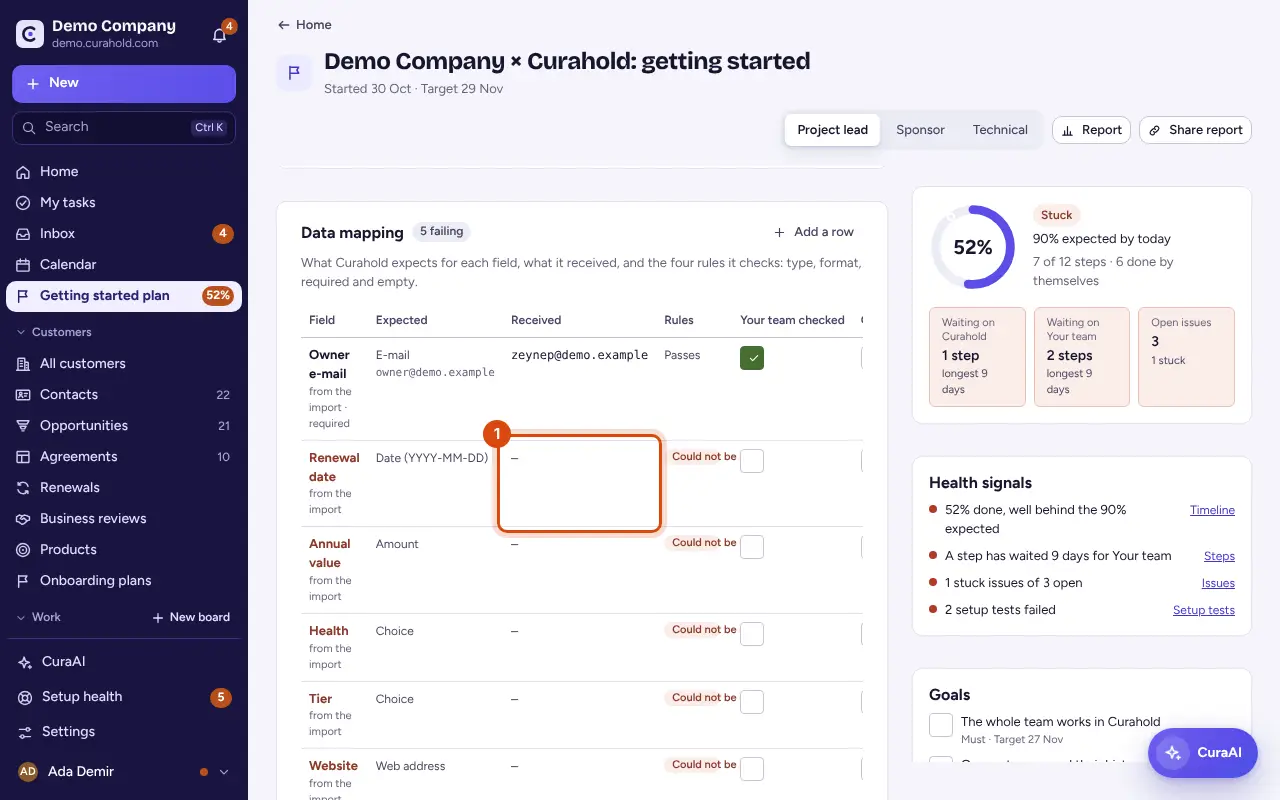 Demo Company
demo.curahold.com
4
New
Search
Ctrl K
Home
My tasks
Inbox
4
Calendar
Getting started plan
52%
Customers
All customers
Contacts
22
Opportunities
21
Agreements
10
Renewals
Business reviews
Products
Onboarding plans
Work
New board
CuraAI
Setup health
5
Settings
AD
Ada Demir
Home
Demo Company × Curahold: getting started
Started 30 Oct · Target 29 Nov
Project lead
Sponsor
Technical
Report
Share report
Data mapping
5 failing
Add a row
What Curahold expects for each field, what it received, and the four rules it checks: type, format,
required and empty.
Field
Expected
Received
Rules
Your team checked
Owner
e-mail
from the
import ·
required
E-mail
owner@demo.example
zeynep@demo.example
Passes
1
Renewal
date
from the
import
Date (YYYY-MM-DD)
–
Could not be
Annual
value
from the
import
Amount
–
Could not be
Health
from the
import
Choice
–
Could not be
Tier
from the
import
Choice
–
Could not be
Website
from the
import
Web address
–
Could not be
52%
Stuck
90% expected by today
7 of 12 steps · 6 done by
themselves
Waiting on
Curahold
1 step
longest 9
days
Waiting on
Your team
2 steps
longest 9
days
Open issues
3
1 stuck
Health signals
52% done, well behind the 90%
expected
Timeline
A step has waited 9 days for Your team
Steps
1 stuck issues of 3 open
Issues
2 setup tests failed
Setup tests
Goals
The whole team works in Curahold
Must · Target 27 Nov
CuraAI